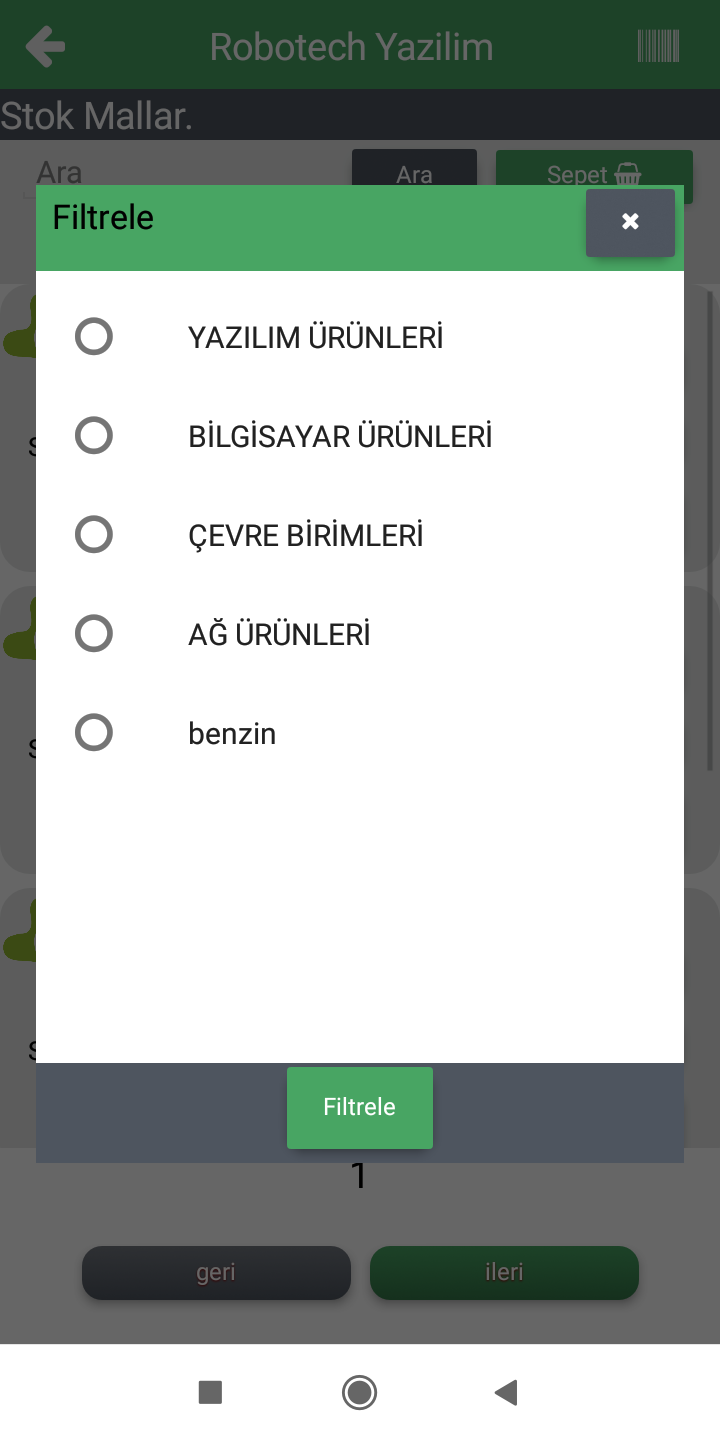 Robotech Yazilim
Stok Mallar.
Ara
Ara
Sepet
Filtrele
YAZILIM ÜRÜNLERİ
BİLGİSAYAR ÜRÜNLERİ
ÇEVRE BİRİMLERİ
AĞ ÜRÜNLERİ
benzin
Filtrele
1
geri
ileri